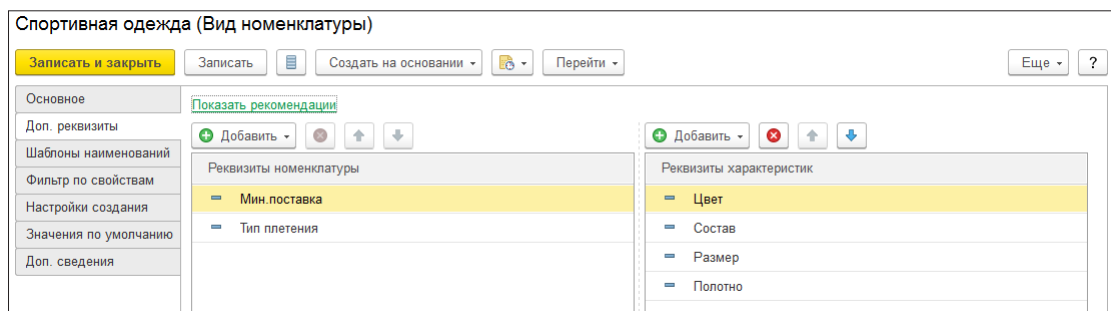 Спортивная одежда (Вид номенклатуры)
Записать и закрыть Записать Создать на основании Перейти Еще ?
Основное
Доп. реквизиты
Шаблоны наименований
Фильтр по свойствам
Настройки создания
Значения по умолчанию
Доп. сведения
Показать рекомендации
Добавить
Реквизиты номенклатуры
Мин.поставка
Тип плетения
Добавить
Реквизиты характеристик
Цвет
Состав
Размер
Полотно